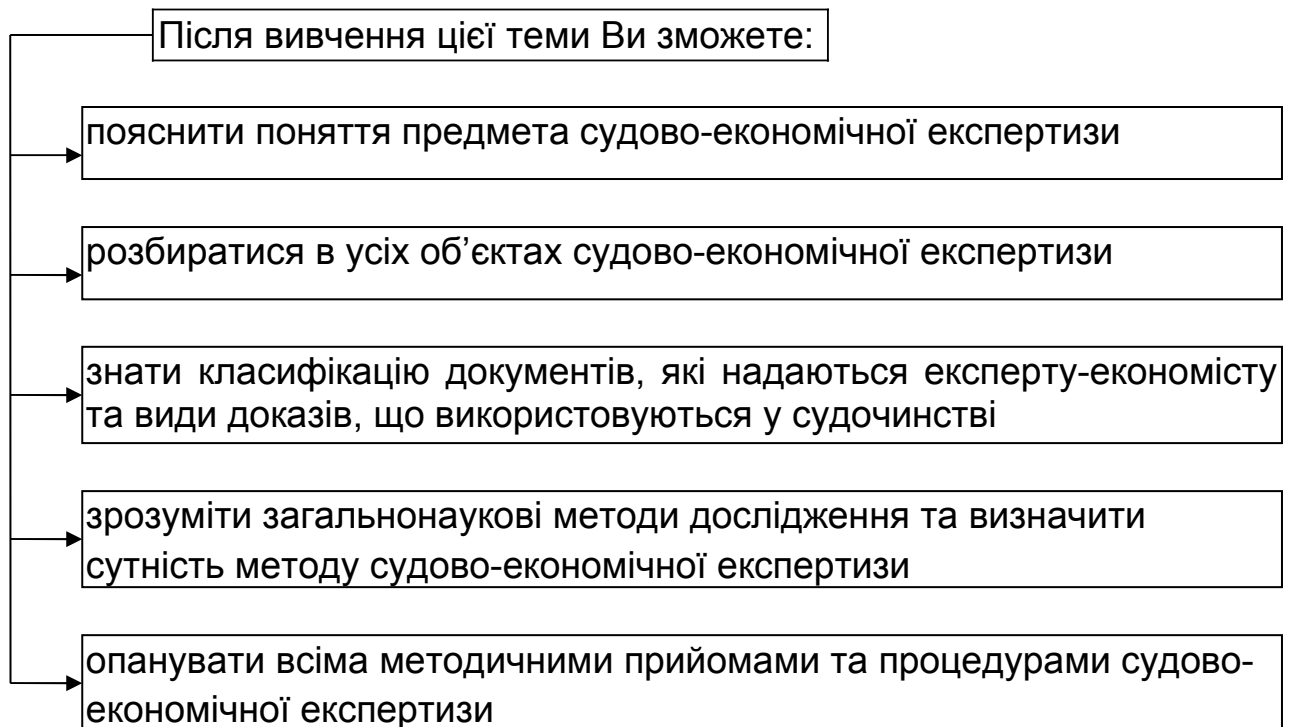 Після вивчення цієї теми Ви зможете:
пояснити поняття предмета судово-економічної експертизи
розбиратися в усіх об’єктах судово-економічної експертизи
знати класифікацію документів, які надаються експерту-економісту
та види доказів, що використовуються у судочинстві
зрозуміти загальнонаукові методи дослідження та визначити
сутність методу судово-економічної експертизи
опанувати всіма методичними прийомами та процедурами судово-
економічної експертизи